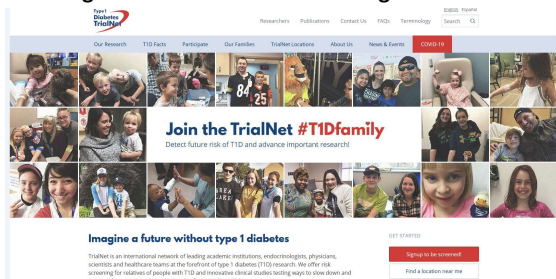 English Español
Type 1
Diabetes
TrialNet
Researchers Publications Contact Us FAQs Terminology Search
Our Research T1D Facts Participate Our Families TrialNet Locations About Us News & Events COVID-19
84
25
Join the TrialNet #T1Dfamily
Detect future risk of T1D and advance important research!
Imagine a future without type 1 diabetes
GET STARTED
TrialNet is an international network of leading academic institutions, endocrinologists, physicians,
scientists and healthcare teams at the forefront of type 1 diabetes (T1D) research. We offer risk
screening for relatives of people with T1D and innovative clinical studies testing ways to slow down and
Signup to be screened!
Find a location near me